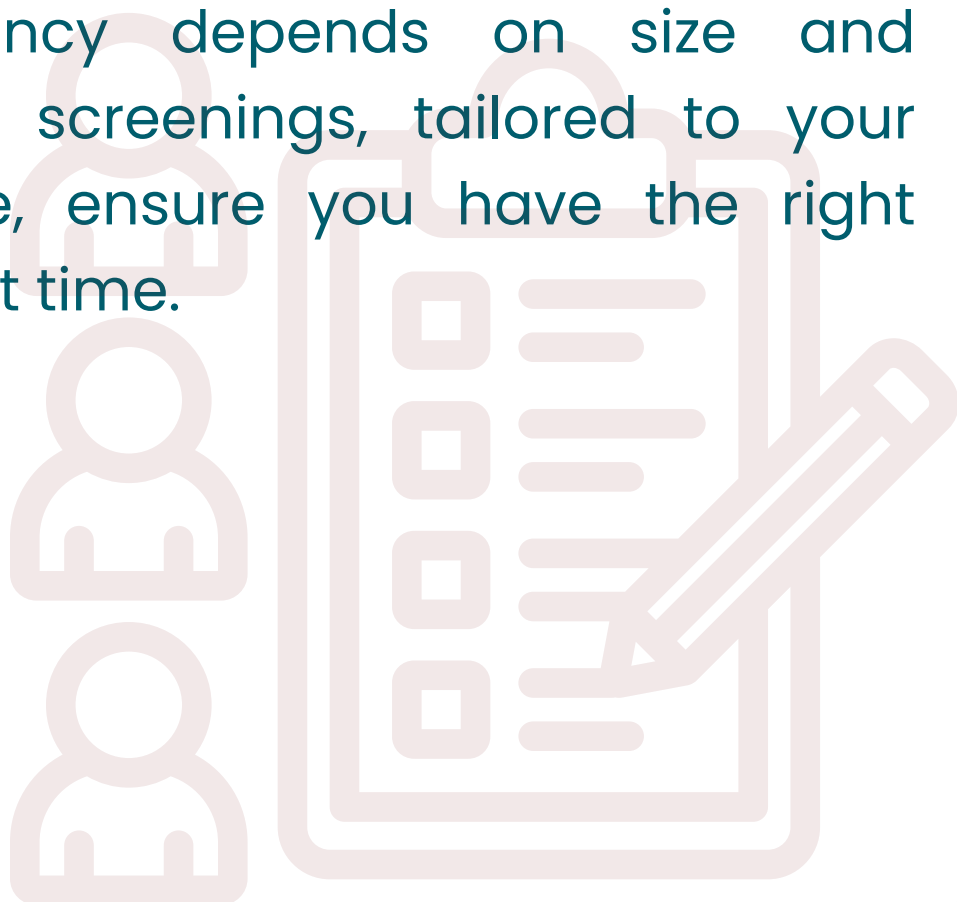 ncy depends on size and
screenings, tailored to your
e, ensure you have the right
t time.